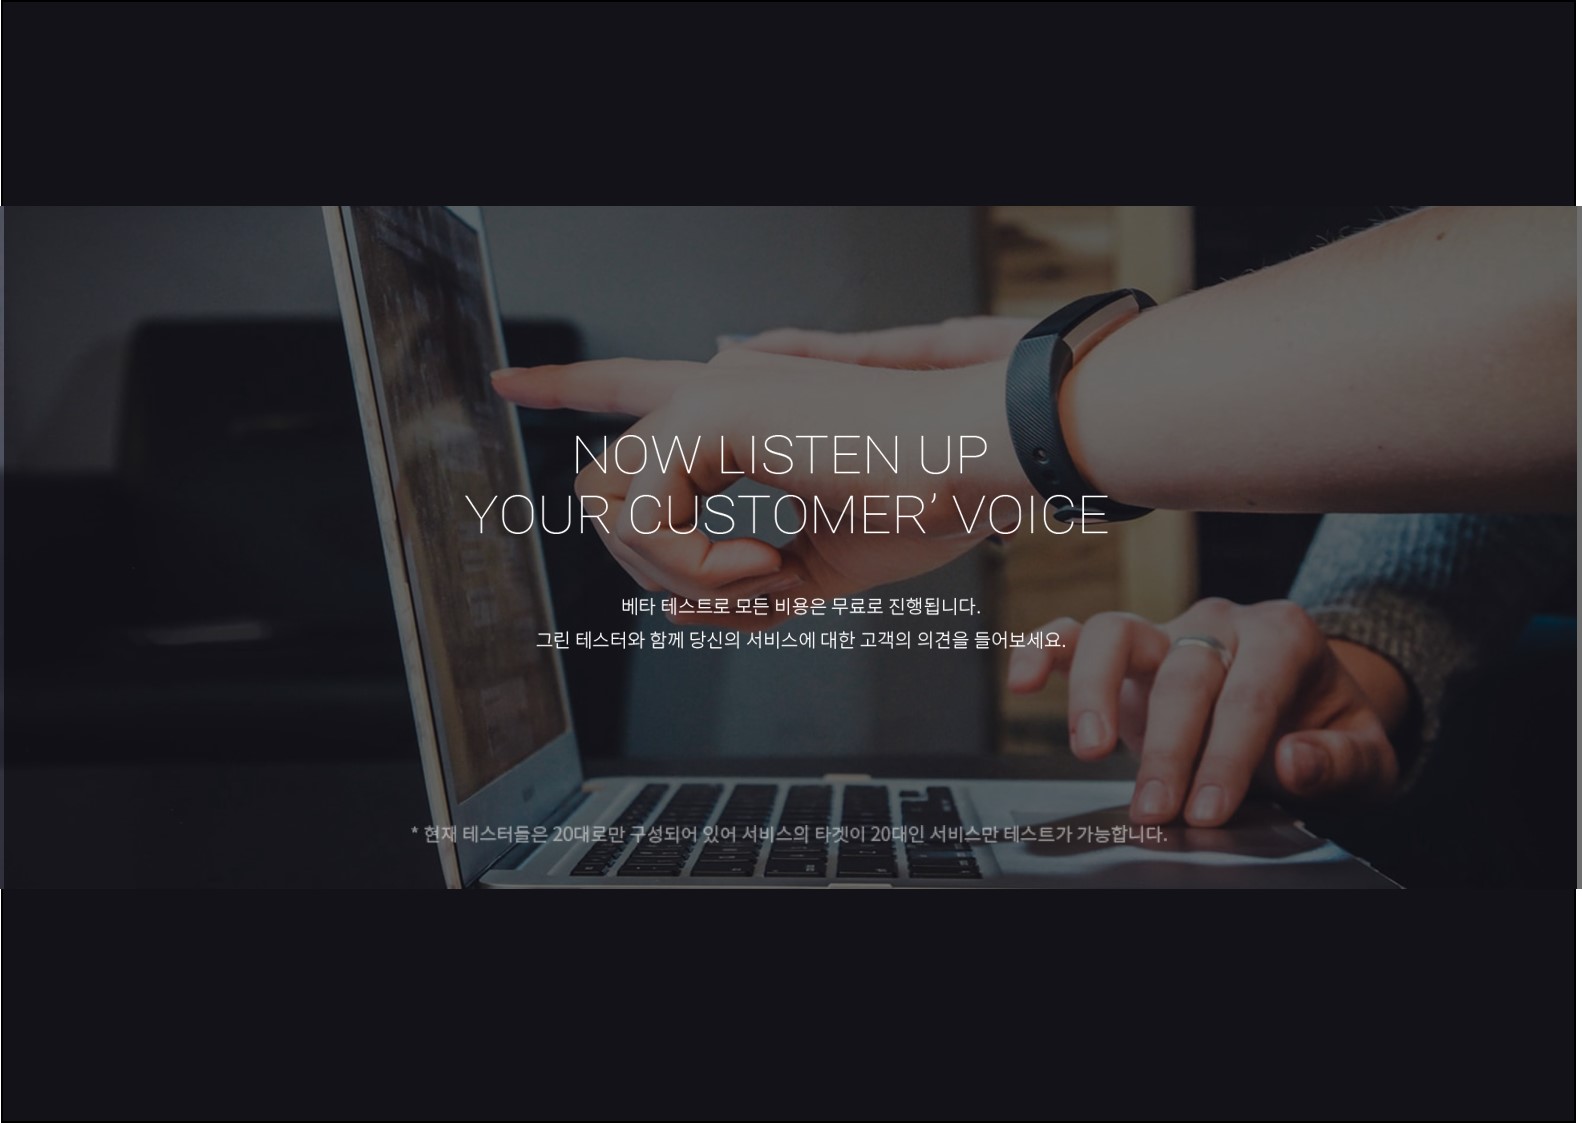 NOW LISTEN UP
YOUR CUSTOMER’ VOICE
베타 테스트로 모든 비용은 무료로 진행됩니다.
그린 테스터와 함께 당신의 서비스에 대한 고객의 의견을 들어보세요.
* 현재 테스터들은 20대로만 구성되어 있어 서비스의 타겟이 20대인 서비스만 테스트가 가능합니다.